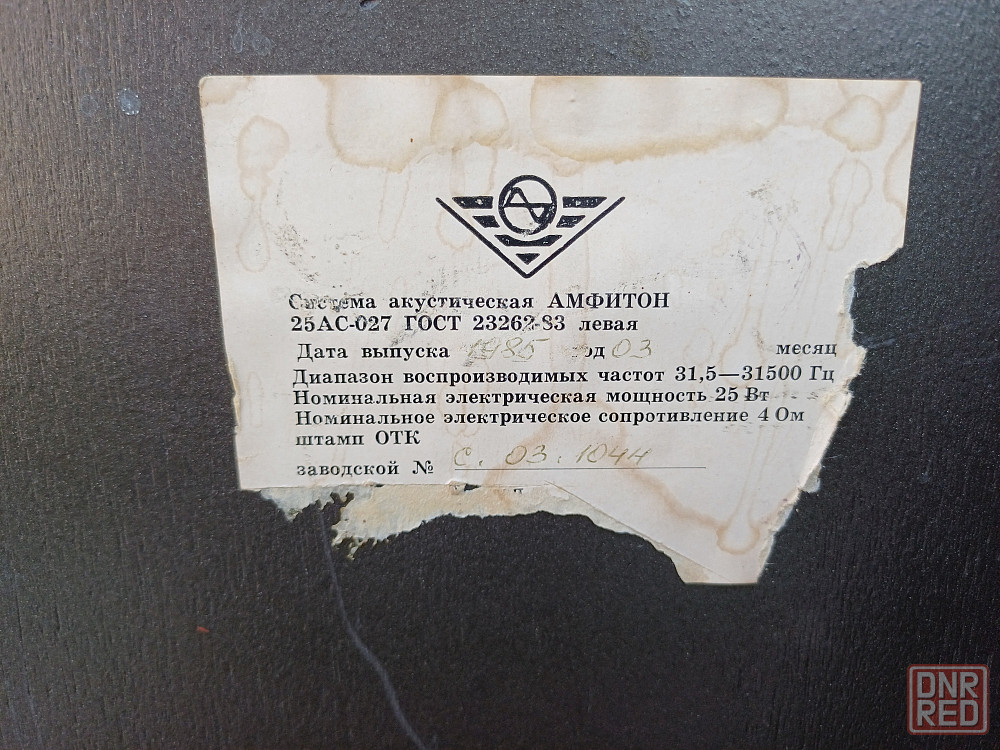 Система акустическая АМФИТОН
25АС-027 ГОСТ 23262-83 левая
Дата выпуска 1985 год 03 месяц
Диапазон воспроизводимых частот 31,5—31500 Гц
Номинальная электрическая мощность 25 Вт
Номинальное электрическое сопротивление 4 Ом
штамп ОТК
заводской № С. 03. 1044
DNR
RED